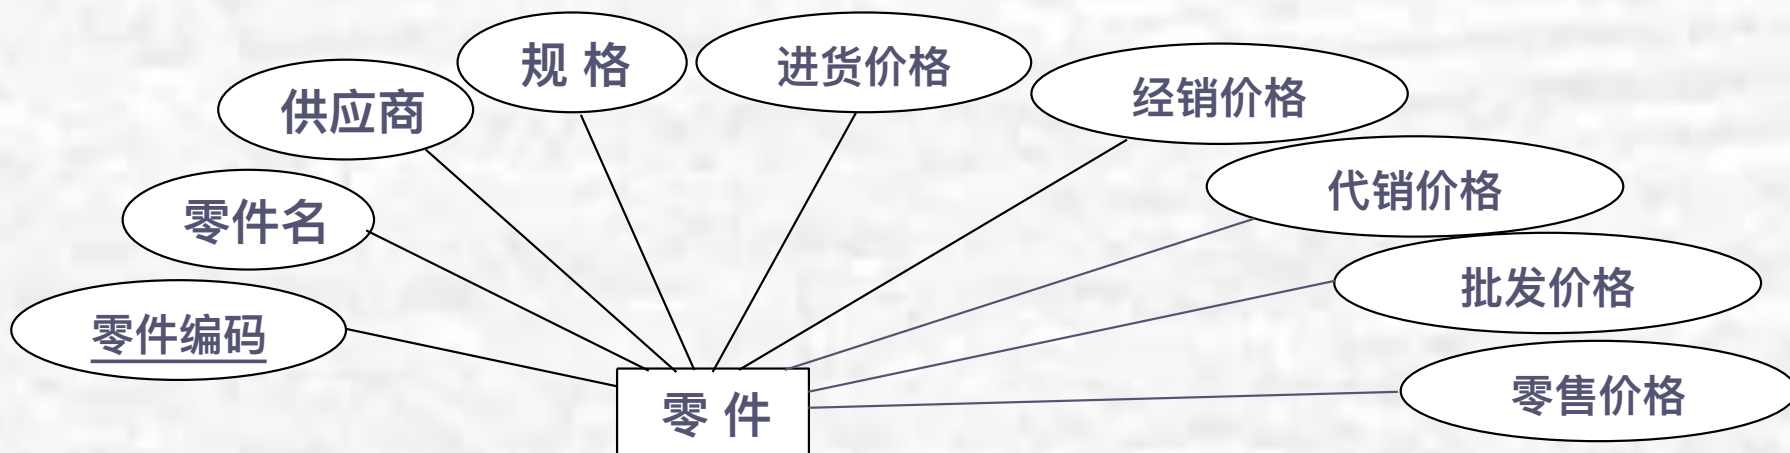 规 格
进货价格
经销价格
供应商
代销价格
零件名
批发价格
零件编码
零售价格
零 件